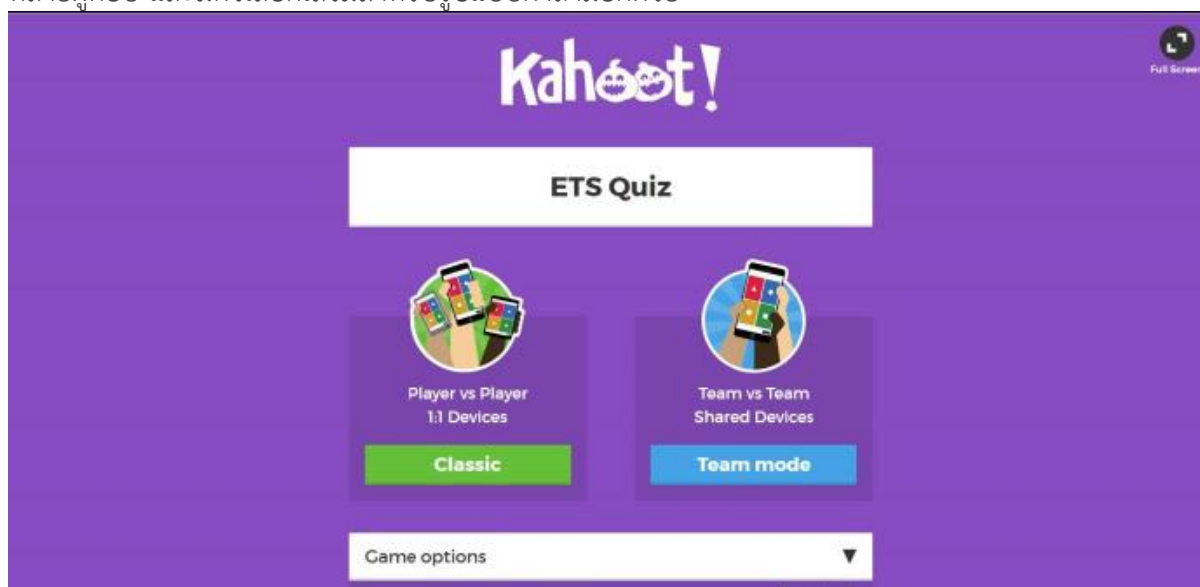 Kahoot!
Full Screen
ETS Quiz
Player vs Player
1:1 Devices
Team vs Team
Shared Devices
Classic
Team mode
Game options